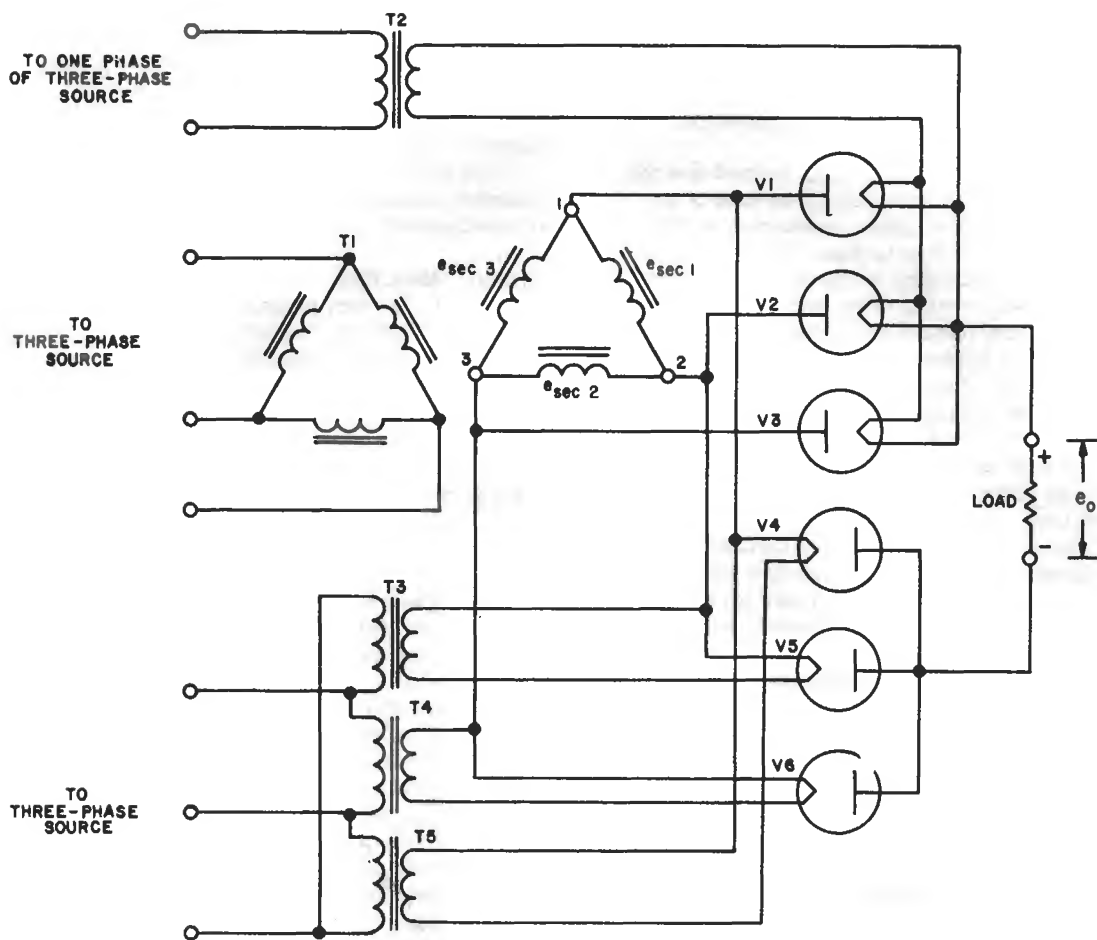 T2
TO ONE PHASE
OF THREE-PHASE
SOURCE
V1
1
T1
e sec 3
e sec 1
V2
TO
THREE-PHASE
SOURCE
3
2
e sec 2
V3
+
LOAD
e o
V4
-
T3
V5
T4
V6
TO
THREE-PHASE
SOURCE
T5